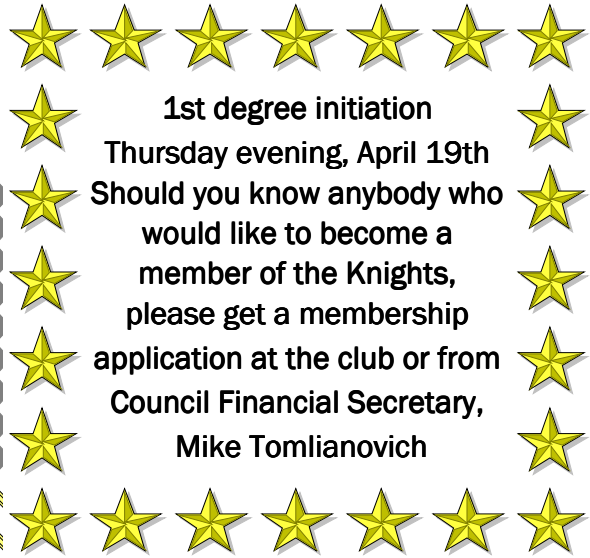 1st degree initiation
Thursday evening, April 19th
Should you know anybody who
would like to become a
member of the Knights,
please get a membership
application at the club or from
Council Financial Secretary,
Mike Tomlianovich